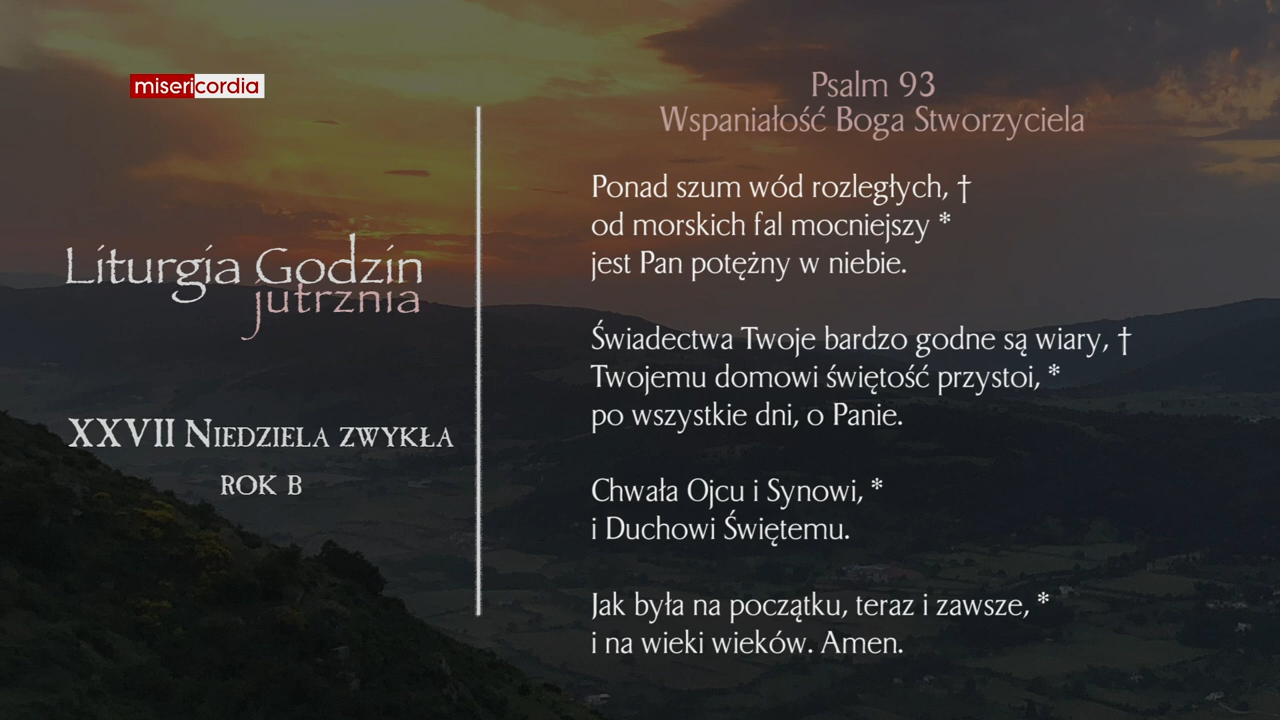 misericordia
Liturgia Godzin
jutrznia
XXVII Niedziela zwykła
rok B
Psalm 93
Wspaniałość Boga Stworzyciela
Ponad szum wód rozległych, †
od morskich fal mocniejszy *
jest Pan potężny w niebie.
Świadectwa Twoje bardzo godne są wiary, †
Twojemu domowi świętość przystoi, *
po wszystkie dni, o Panie.
Chwała Ojcu i Synowi, *
i Duchowi Świętemu.
Jak była na początku, teraz i zawsze, *
i na wieki wieków. Amen.